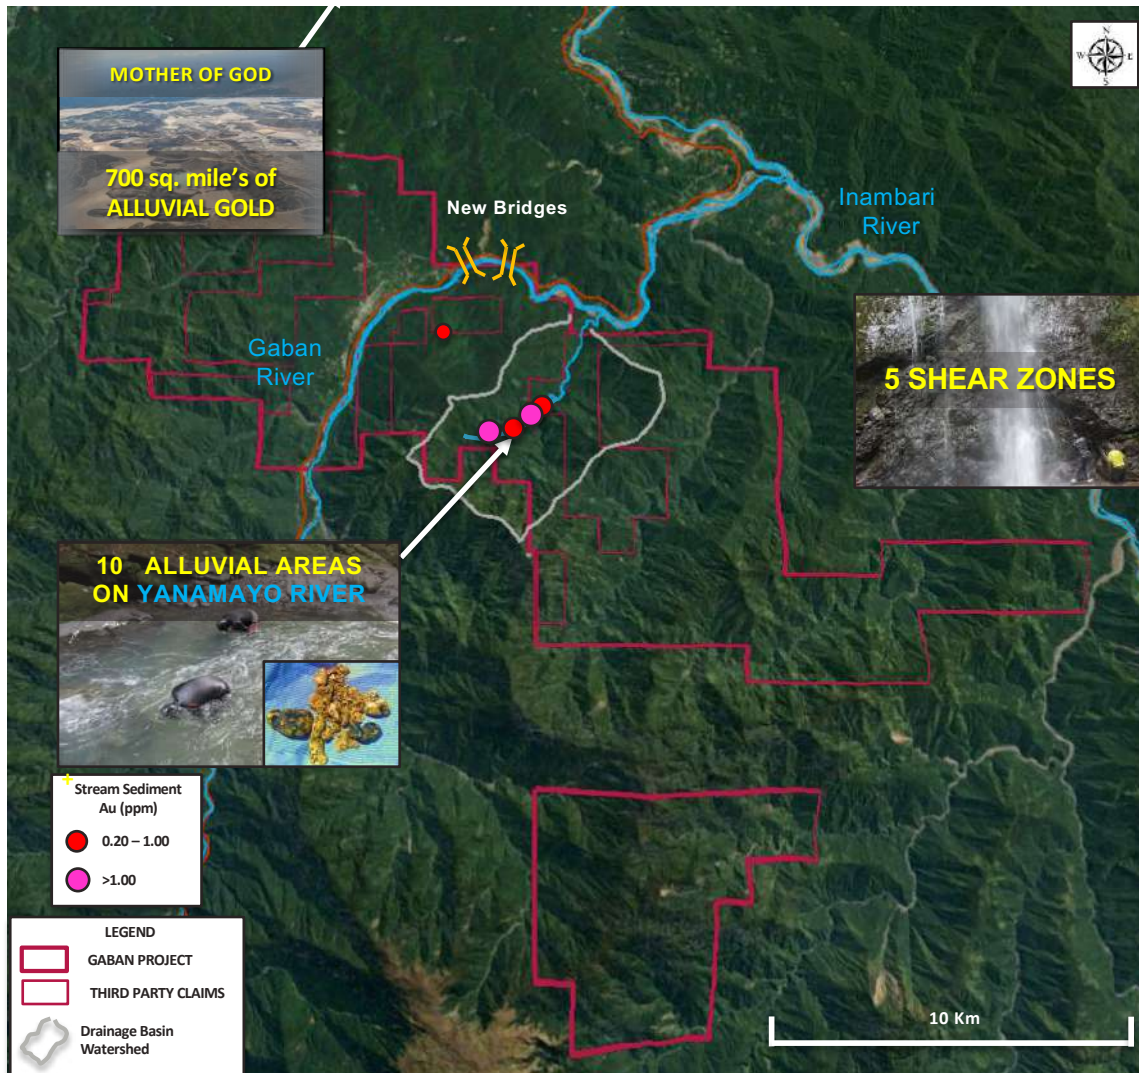 MOTHER OF GOD
700 sq. mile's of
ALLUVIAL GOLD
N
W
E
S
New Bridges
Inambari
River
Gaban
River
5 SHEAR ZONES
10 ALLUVIAL AREAS
ON YANAMAYO RIVER
Stream Sediment
Au (ppm)
0.20 – 1.00
>1.00
LEGEND
GABAN PROJECT
THIRD PARTY CLAIMS
Drainage Basin
Watershed
10 Km